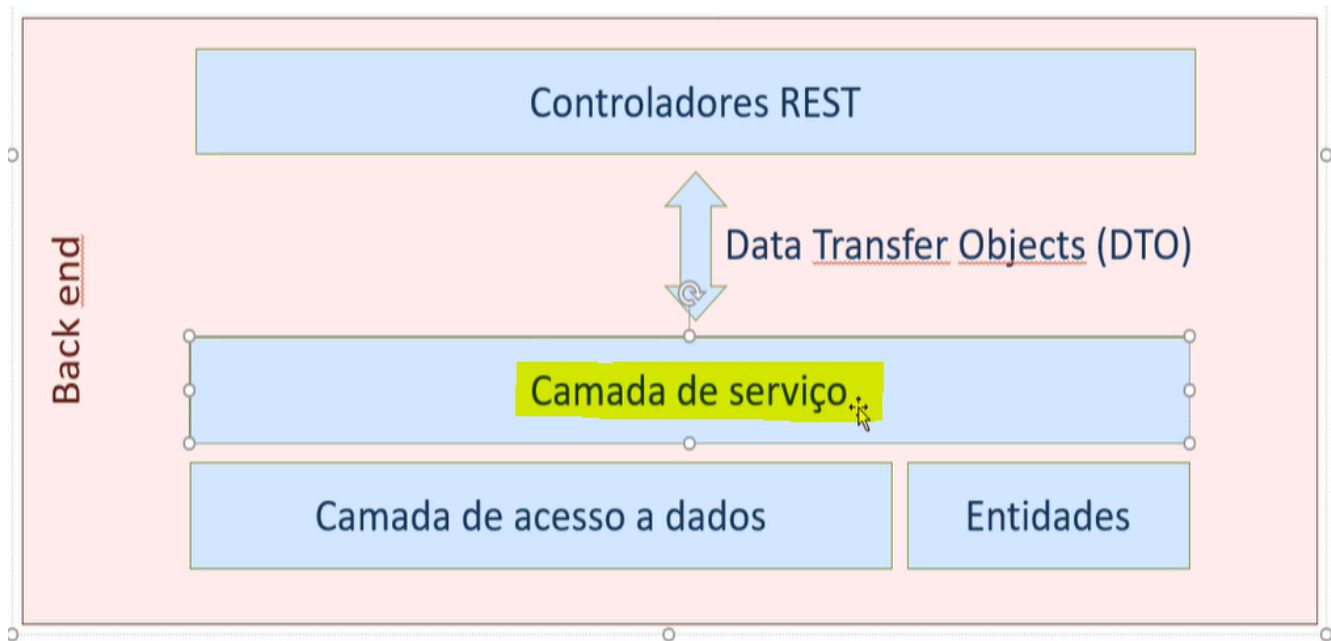 Controladores REST
Data Transfer Objects (DTO)
Back end
Camada de serviço
Camada de acesso a dados
Entidades